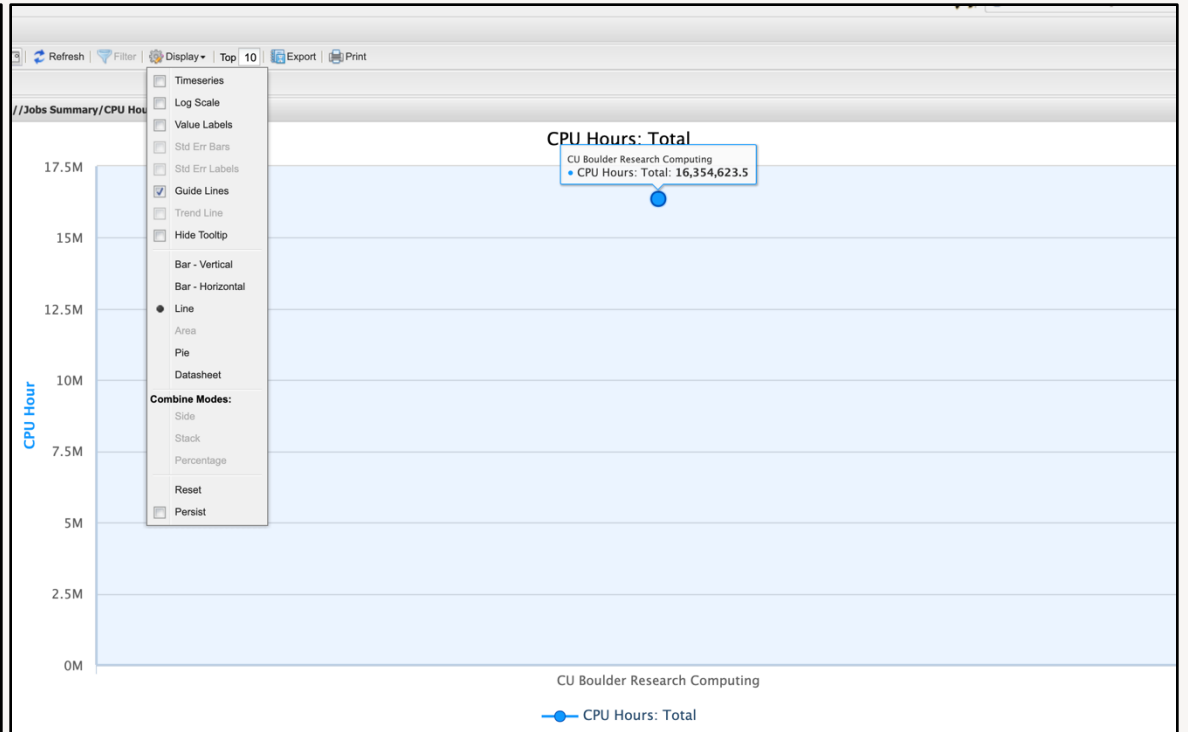 Refresh Filter Display Top 10 Export Print
//Jobs Summary/CPU Hou
Timeseries
Log Scale
Value Labels
Std Err Bars
Std Err Labels
Guide Lines
Trend Line
Hide Tooltip
Bar - Vertical
Bar - Horizontal
Line
Area
Pie
Datasheet
Combine Modes:
Side
Stack
Percentage
Reset
Persist
CPU Hours: Total
CU Boulder Research Computing
CPU Hours: Total: 16,354,623.5
17.5M
15M
12.5M
10M
7.5M
5M
2.5M
0M
CPU Hour
CU Boulder Research Computing
CPU Hours: Total